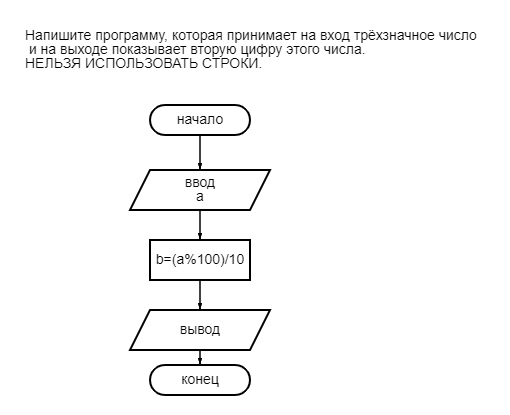 Напишите программу, которая принимает на вход трёхзначное число
и на выходе показывает вторую цифру этого числа.
НЕЛЬЗЯ ИСПОЛЬЗОВАТЬ СТРОКИ.
начало
ввод
a
b=(a%100)/10
вывод
конец